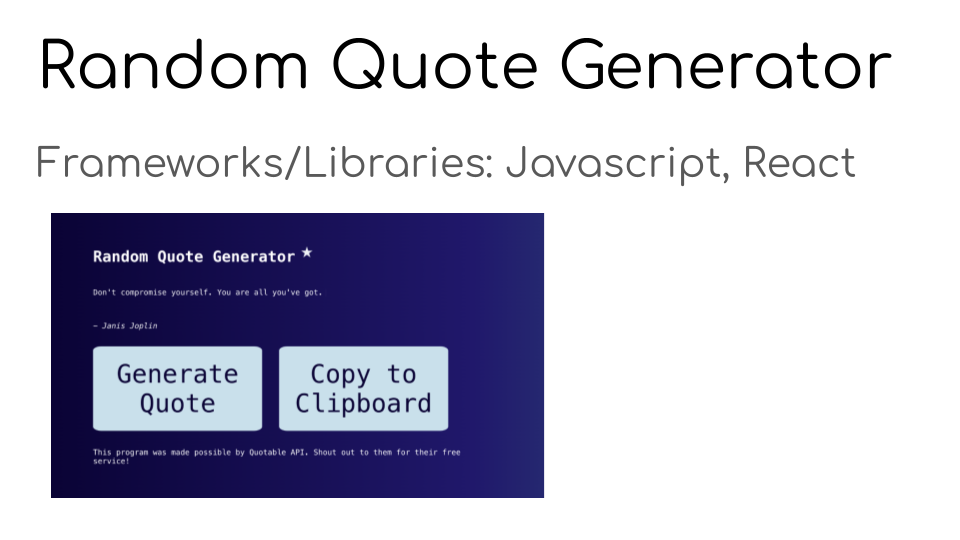 Random Quote Generator
Frameworks/Libraries: Javascript, React
Random Quote Generator ★
Don't compromise yourself. You are all you've got.
— Janis Joplin
Generate
Quote
Copy to
Clipboard
This program was made possible by Quotable API. Shout out to them for their free
service!